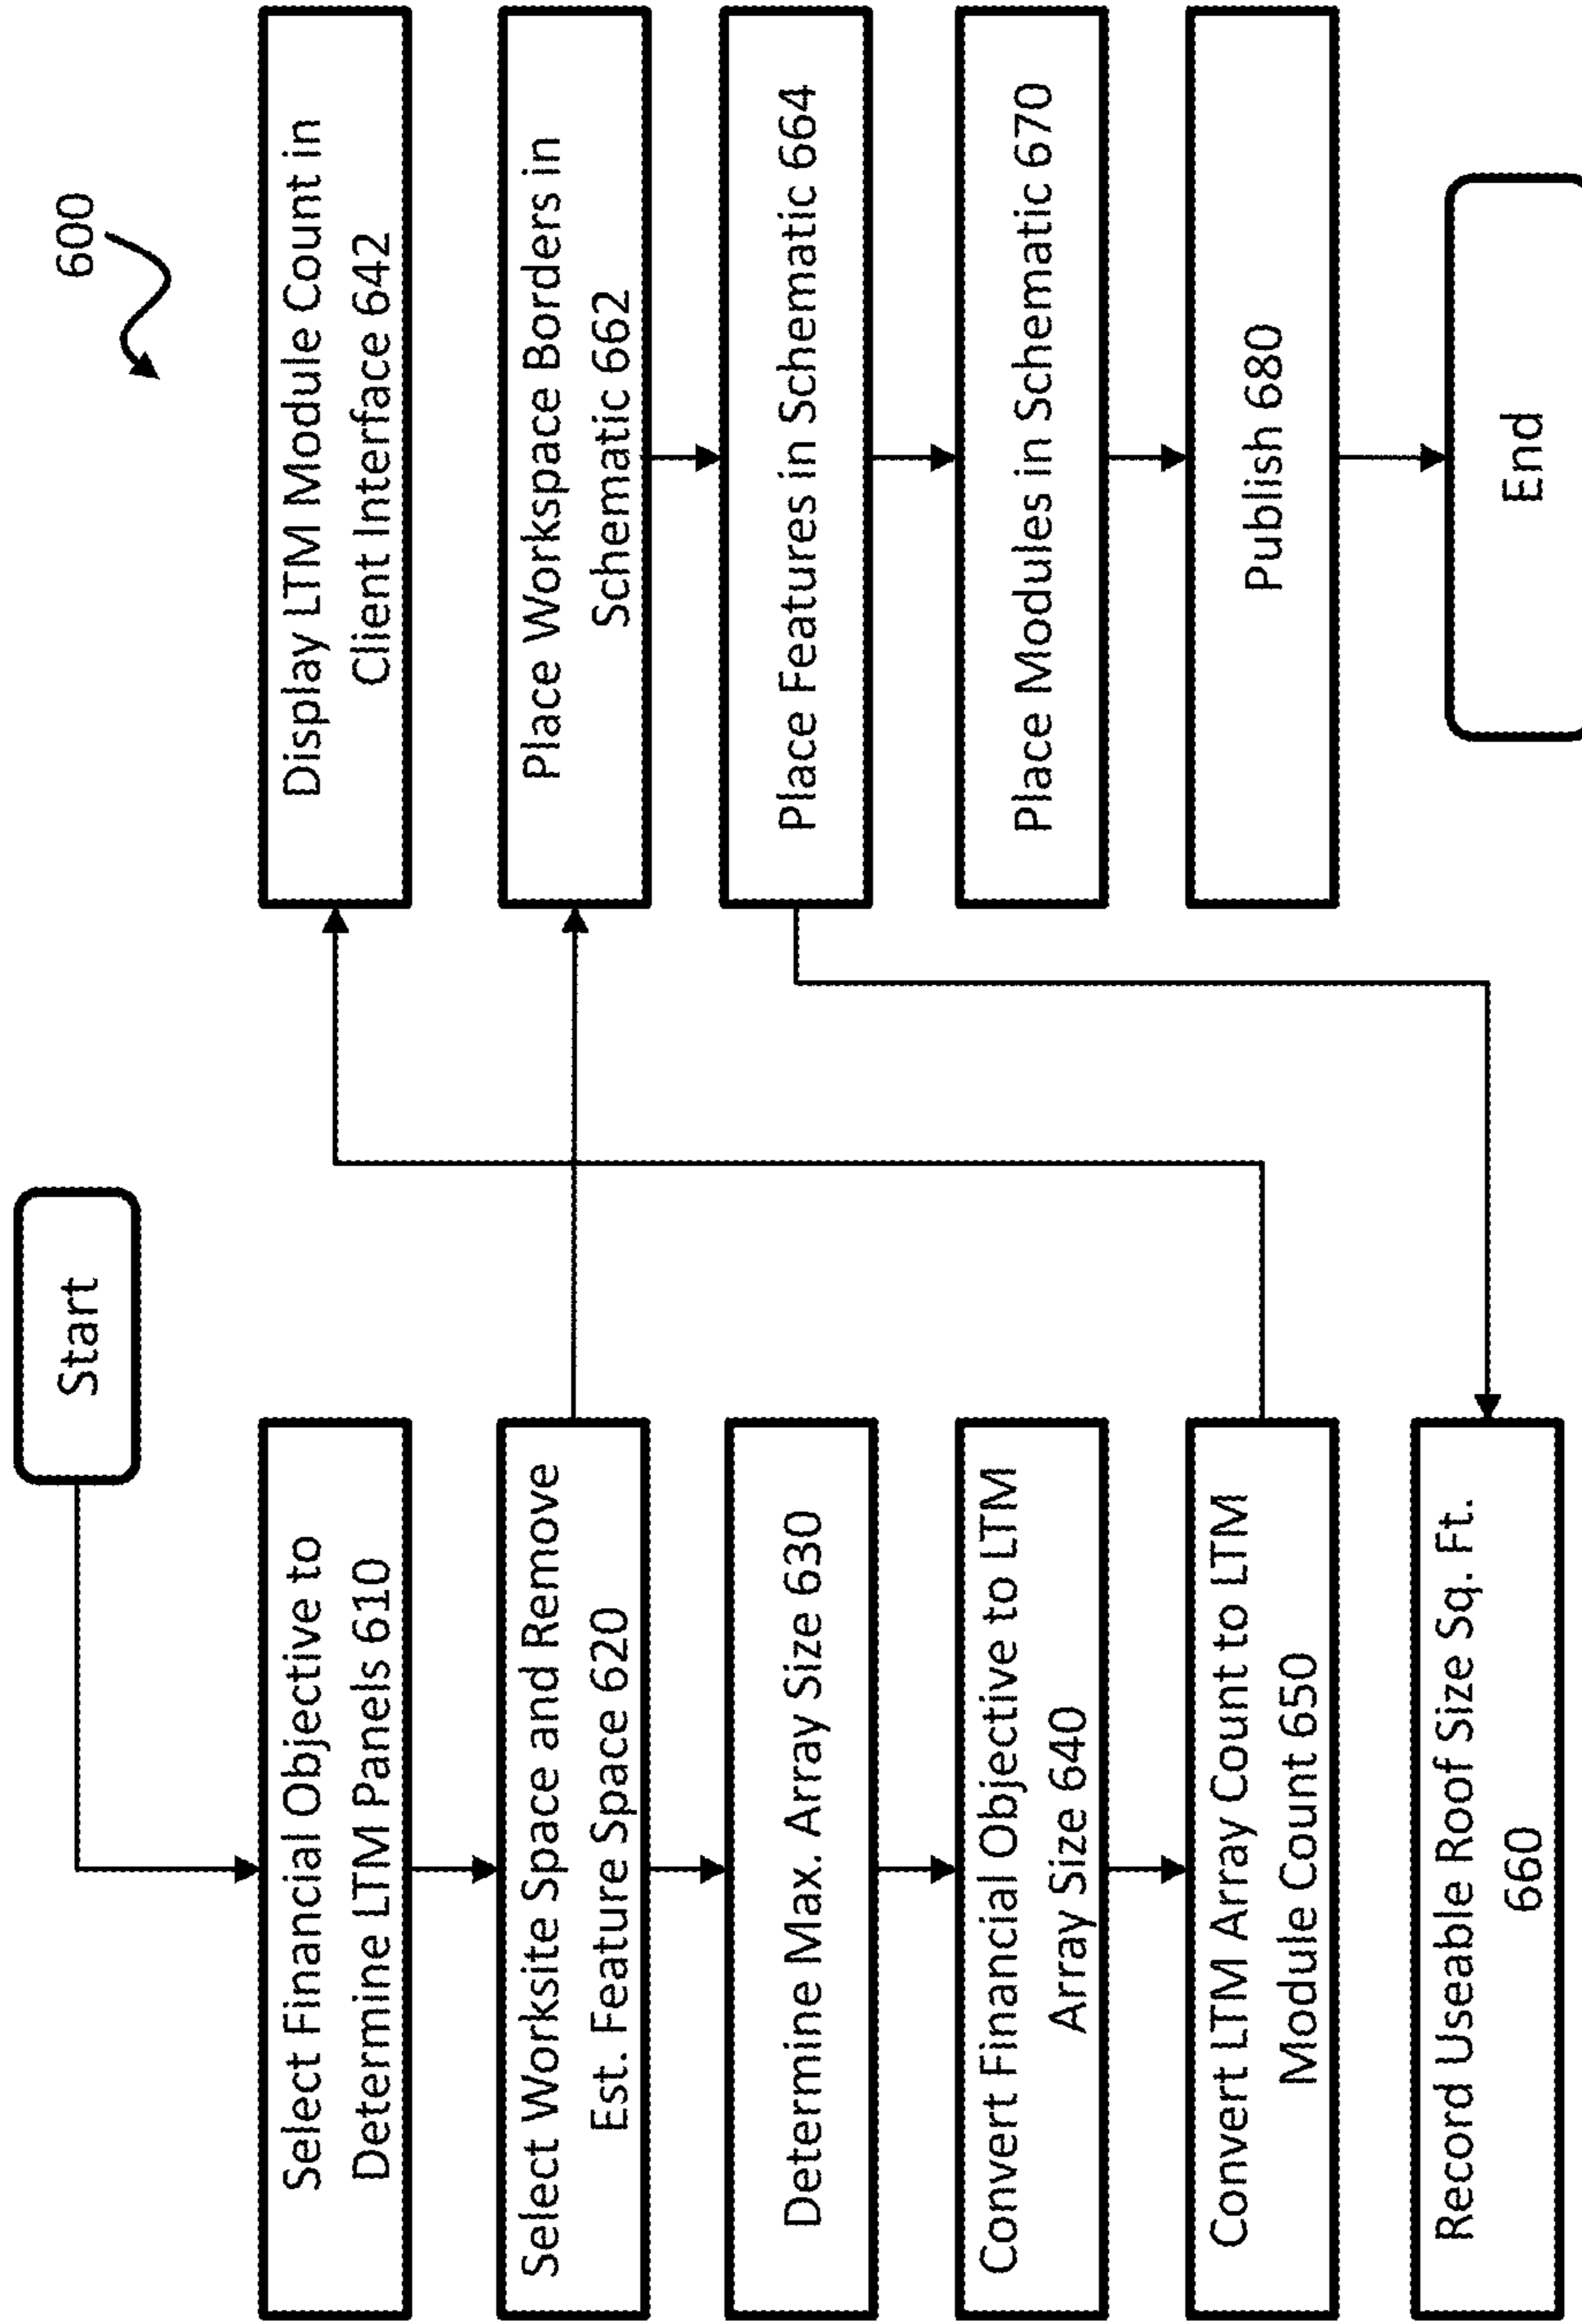 600
Start
Select Financial Objective to
Determine LTM Panels 610
Select Worksite Space and Remove
Est. Feature Space 620
Determine Max. Array Size 630
Convert Financial Objective to LTM
Array Size 640
Convert LTM Array Count to LTM
Module Count 650
Record Useable Roof Size Sq. Ft.
660
Display LTM Module Count in
Client Interface 642
Place Workspace Borders in
Schematic 662
Place Features in Schematic 664
Place Modules in Schematic 670
Publish 680
End